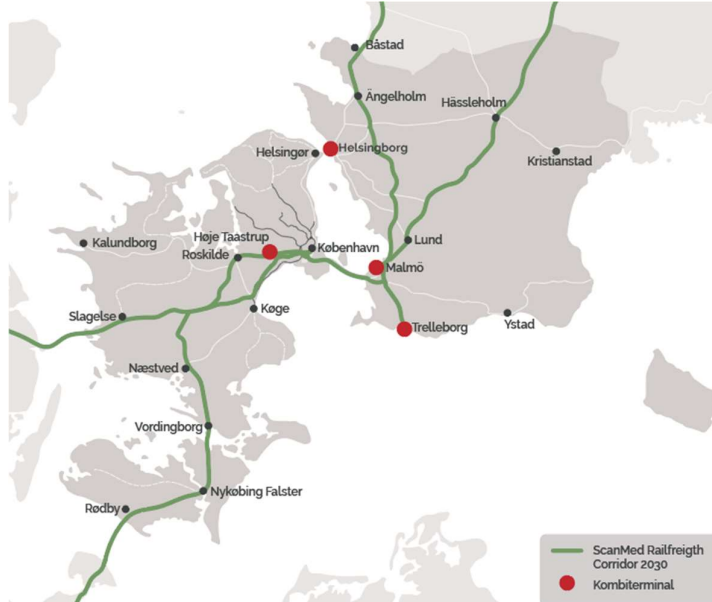 Båstad
Ängelholm
Hässleholm
Helsingør
Helsingborg
Kristianstad
Høje Taastrup
Kalundborg
Roskilde
København
Lund
Malmö
Slagelse
Køge
Trelleborg
Ystad
Næstved
Vordingborg
Nykøbing Falster
Rødby
ScanMed Railfreigth
Corridor 2030
Kombiterminal